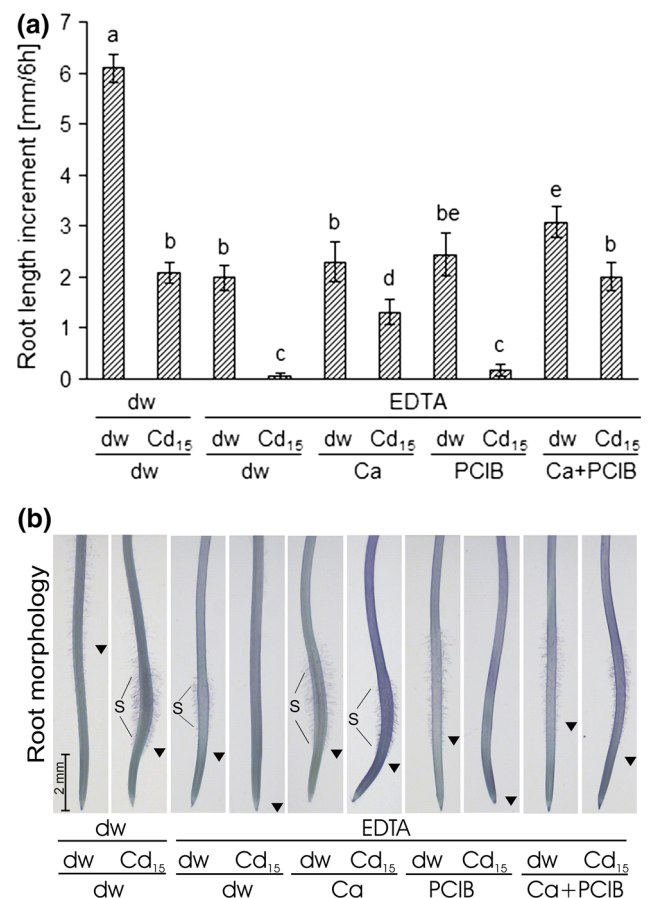 (a)
Root length increment [mm/6h]
7
6
5
4
3
2
1
0
a
b
b
c
b
d
be
c
e
b
dw EDTA
dw Cd15 dw Cd15 dw Cd15 dw Cd15 dw Cd15
dw dw Ca PCIB Ca+PCIB
(b)
Root morphology
S S S S
2 mm
dw EDTA
dw Cd15 dw Cd15 dw Cd15 dw Cd15 dw Cd15
dw dw Ca PCIB Ca+PCIB